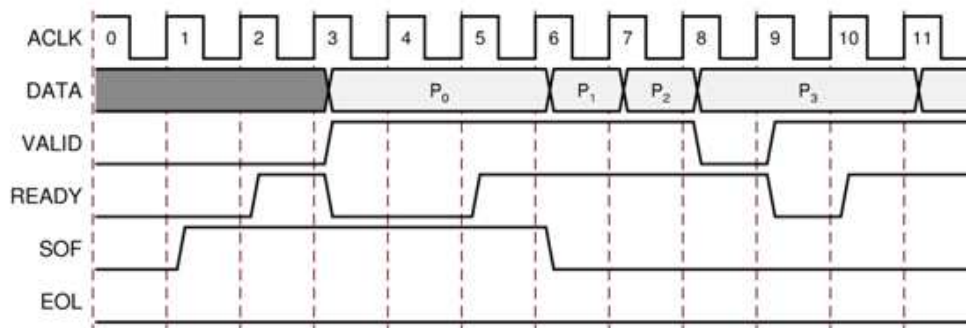 ACLK 0 1 2 3 4 5 6 7 8 9 10 11
DATA P₀ P₁ P₂ P₃
VALID
READY
SOF
EOL